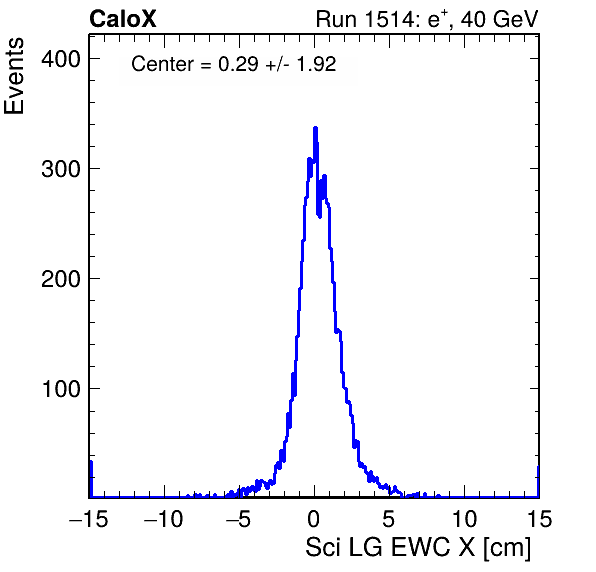 CaloX Run 1514: e⁺, 40 GeV
Center = 0.29 +/- 1.92
Events
400
300
200
100
−15 −10 −5 0 5 10 15
Sci LG EWC X [cm]